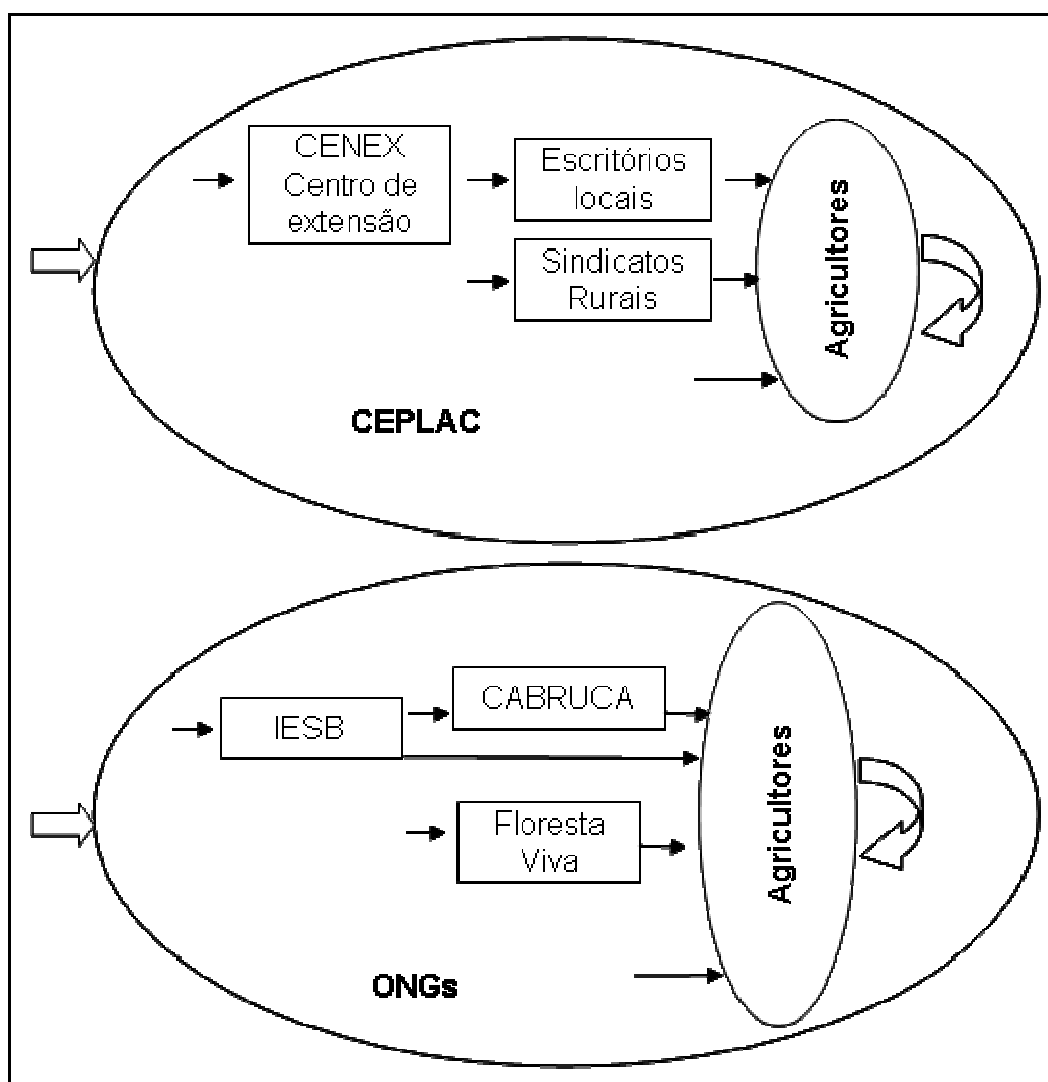 CENEX
Centro de
extensão
Escritórios
locais
Sindicatos
Rurais
Agricultores
CEPLAC
IESB
CABRUCA
Floresta
Viva
Agricultores
ONGs